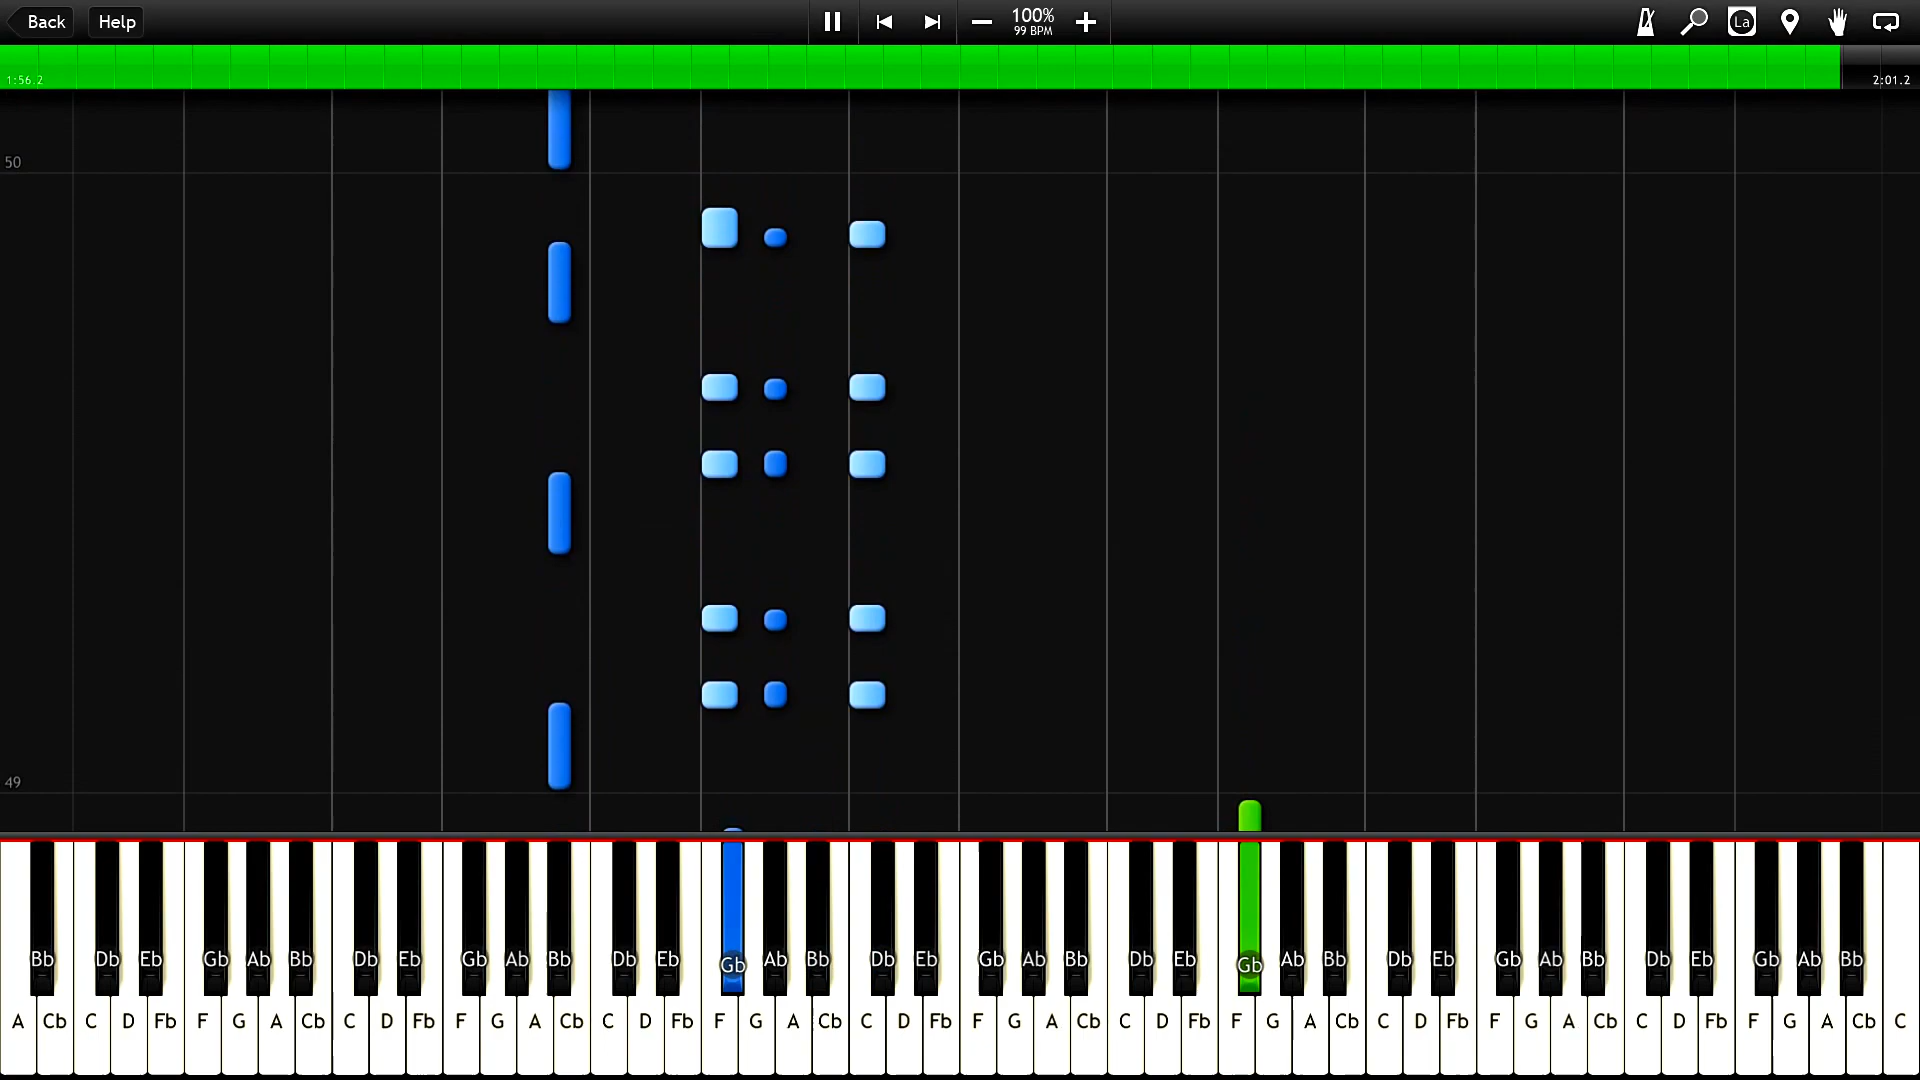 Back Help 100% La
99 BPM
1:56.2 2:01.2
50
49
Bb Db Eb Gb Ab Bb Db Eb Gb Ab Bb Db Eb Gb Ab Bb Db Eb Gb Ab Bb Db Eb Gb Ab Bb Db Eb Gb Ab Bb Db Eb Gb Ab Bb
A Cb C D Fb F G A Cb C D Fb F G A Cb C D Fb F G A Cb C D Fb F G A Cb C D Fb F G A Cb C D Fb F G A Cb C D Fb F G A Cb C